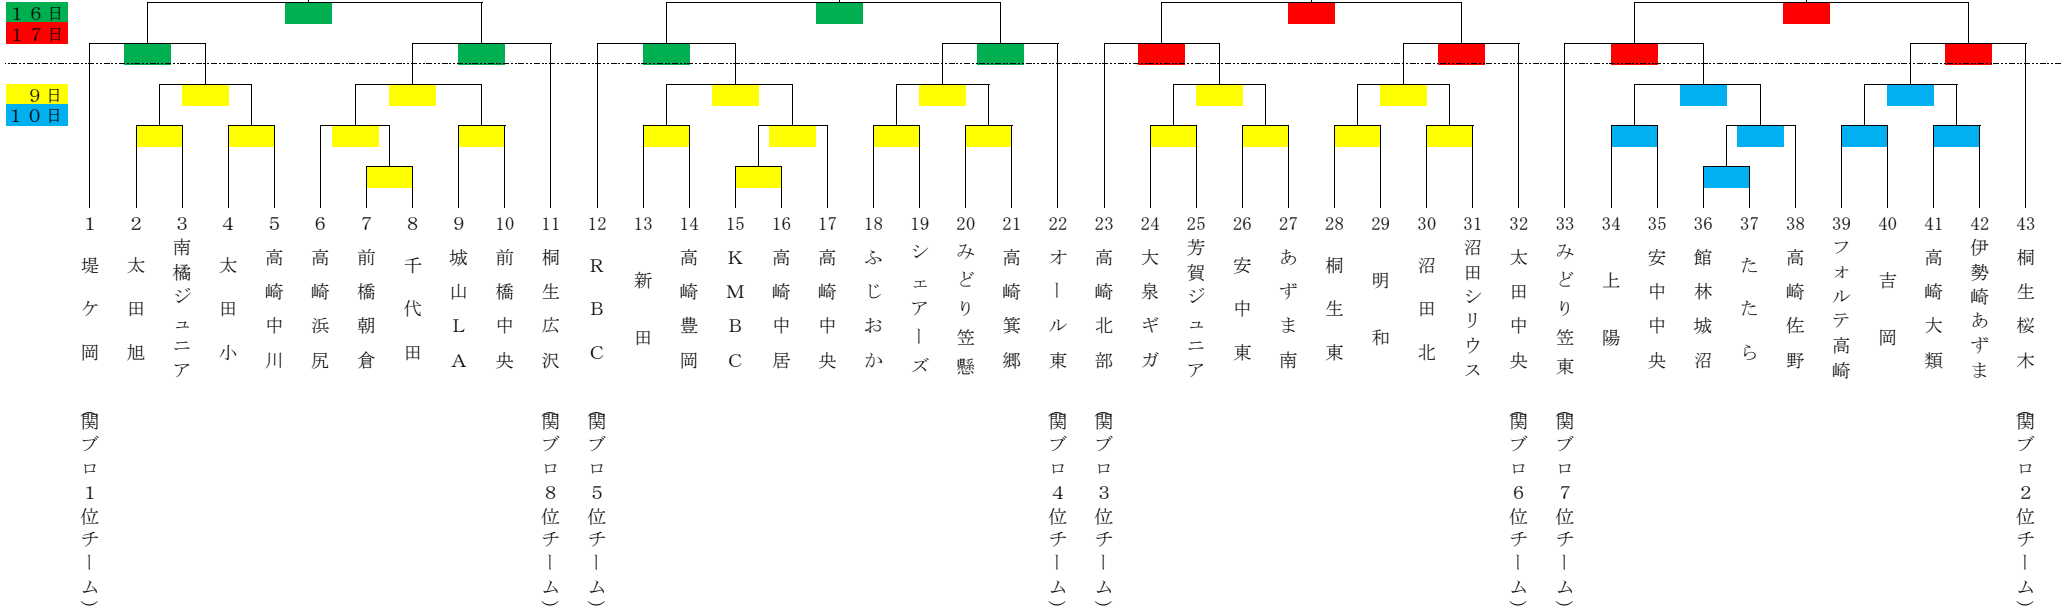 １６日
１７日
９日
１０日
1 堤ケ岡 （関ブロ１位チーム）
2 太田旭
3 南橘ジュニア
4 太田小
5 高崎中川
6 高崎浜尻
7 前橋朝倉
8 千代田
9 城山ＬＡ
10 前橋中央
11 桐生広沢 （関ブロ８位チーム）
12 ＲＢＣ （関ブロ５位チーム）
13 新田
14 高崎豊岡
15 ＫＭＢＣ
16 高崎中居
17 高崎中央
18 ふじおか
19 シェアーズ
20 みどり笠懸
21 高崎箕郷
22 オール東 （関ブロ４位チーム）
23 高崎北部 （関ブロ３位チーム）
24 大泉ギガ
25 芳賀ジュニア
26 安中東
27 あずま南
28 桐生東
29 明和
30 沼田北
31 沼田シリウス
32 太田中央 （関ブロ６位チーム）
33 みどり笠東 （関ブロ７位チーム）
34 上陽
35 安中中央
36 館林城沼
37 たたら
38 高崎佐野
39 フォルテ高崎
40 吉岡
41 高崎大類
42 伊勢崎あずま
43 桐生桜木 （関ブロ２位チーム）